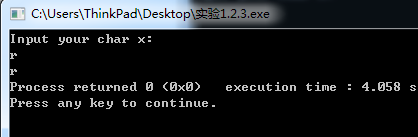 C:\Users\ThinkPad\Desktop\实验1.2.3.exe
Input your char x:
r
r
Process returned 0 (0x0)   execution time : 4.058 s
Press any key to continue.